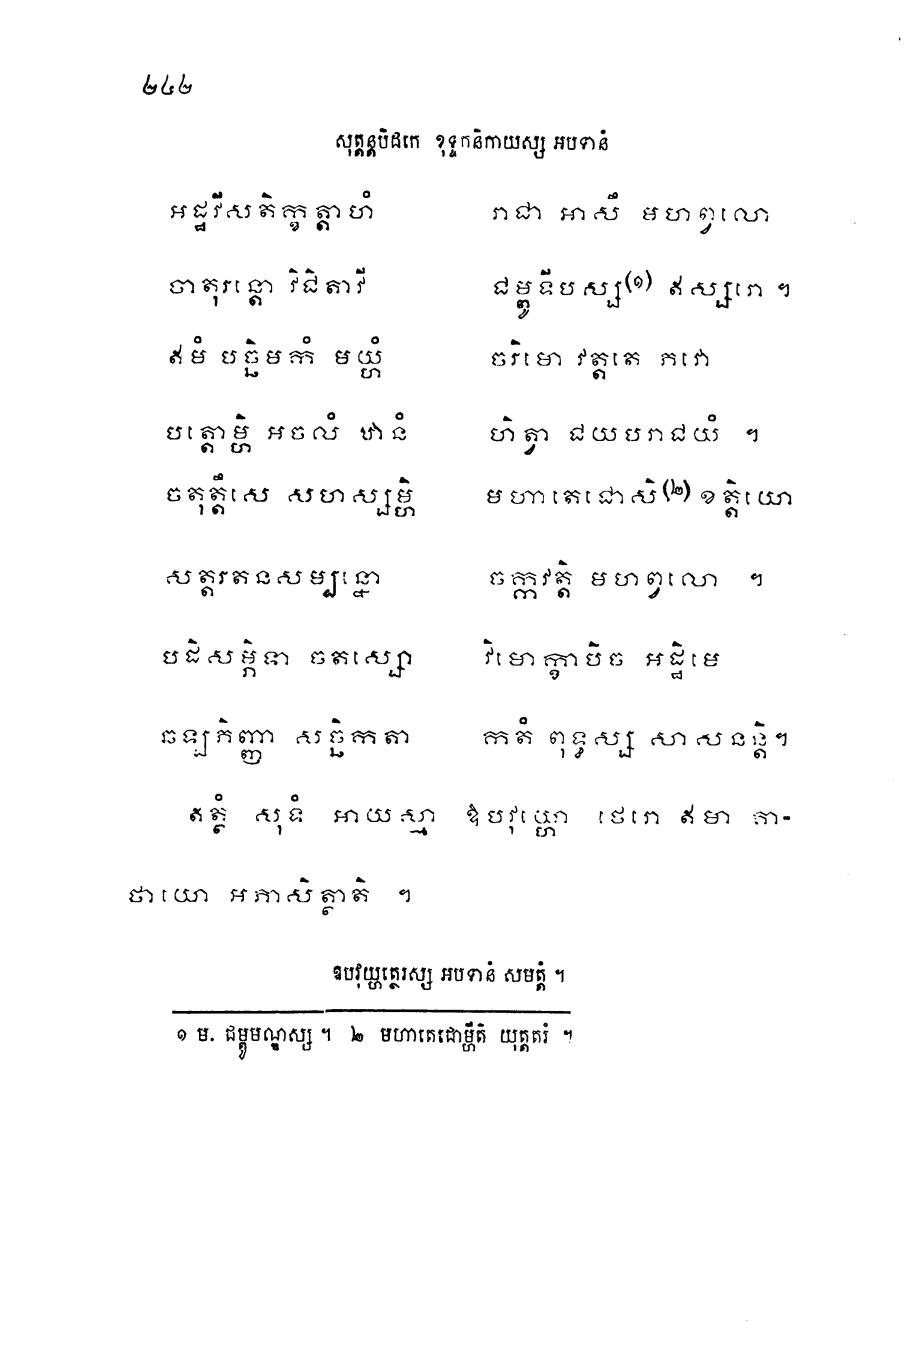 ២៤២
សុត្តន្តបិដកេ ខុទ្ទកនិកាយស្ស អបទានំ
អដ្ឋវីសតិក្ខត្តាហំ រាជា អាសឹ មហព្វលោ
ចាតុរន្តោ វិជិតាវី ជម្ពូទីបស្ស(១) ឥស្សរោ ។
ឥមំ បច្ឆិមកំ មយ្ហំ ចរិមោ វត្តតេ ភវោ
បត្តោម្ហិ អចលំ ឋានំ ហិត្វា ជយបរាជយំ ។
ចតុត្តឹសេ សហស្សម្ហិ មហាតេជោសិ(២) ខត្តិយោ
សត្តរតនសម្បន្នោ ចក្កវត្តិ មហព្វលោ ។
បដិសម្ភិទា ចតស្សោ វិមោក្ខាបិច អដ្ឋិមេ
ឆឡភិញ្ញា សច្ឆិកតា កតំ ពុទ្ធស្ស សាសនន្តិ។
ឥត្ថំ សុទំ អាយស្មា ឱបវុយ្ហោ ថេរោ ឥមា គា-
ថាយោ អភាសិត្ថាតិ ។
ឧបវុយ្ហត្ថេរស្ស អបទានំ សមត្តំ ។
១ ម. ជម្ពូមណ្ឌស្ស ។ ២ មហាតេជោម្ហីតិ យុត្តតរំ ។